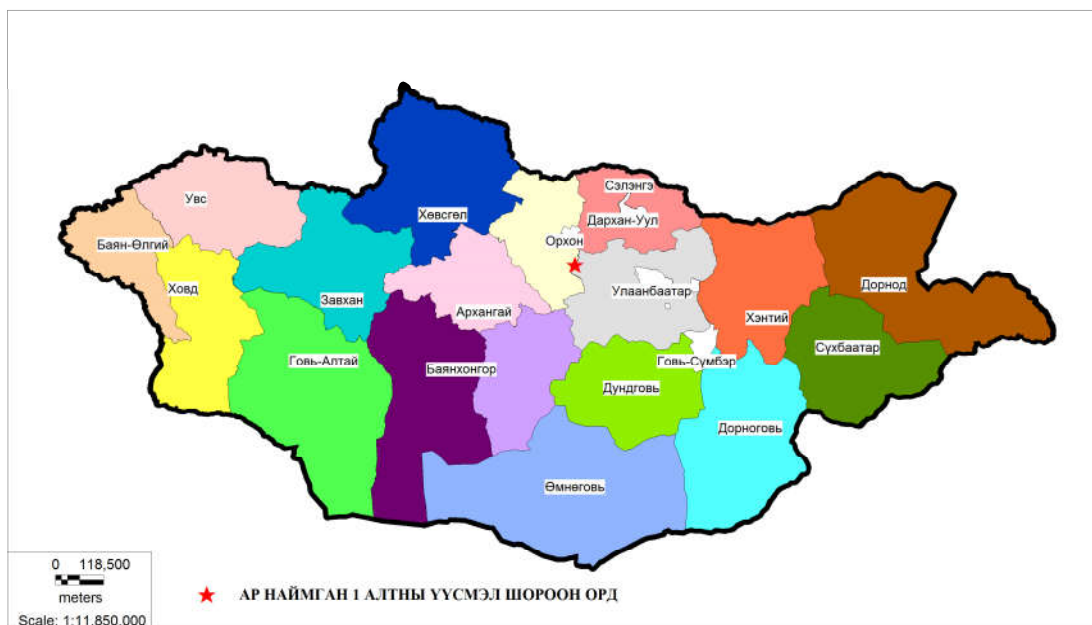 Увс
Баян-Өлгий
Ховд
Завхан
Говь-Алтай
Хөвсгөл
Архангай
Баянхонгор
Орхон
Сэлэнгэ
Дархан-Уул
Улаанбаатар
Дундговь
Говь-Сүмбэр
Өмнөговь
Дорноговь
Хэнтий
Сүхбаатар
Дорнод
0 118,500
meters
Scale: 1:11,850,000
АР НАЙМГАН 1 АЛТНЫ ҮҮСМЭЛ ШОРООН ОРД